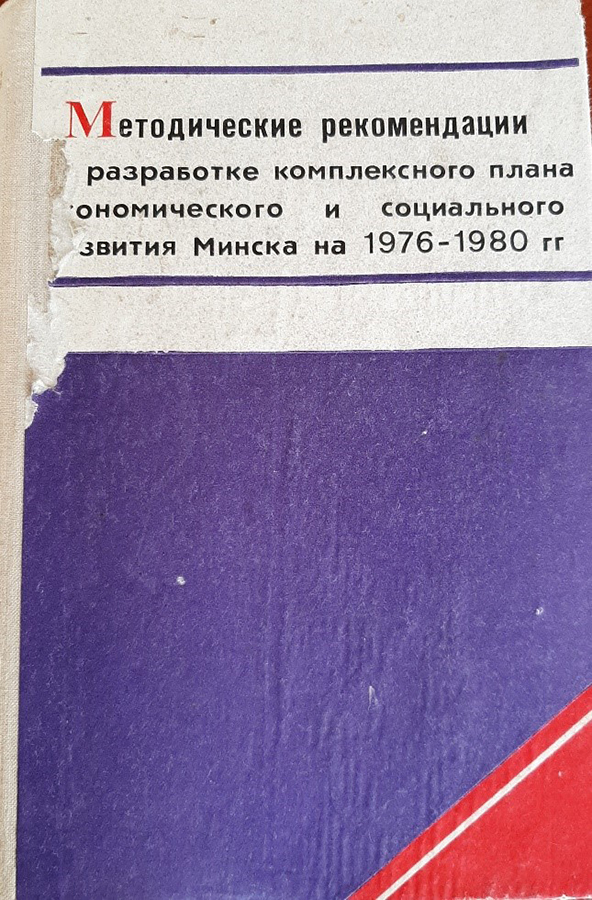 Методические рекомендации
разработке комплексного плана
ономического и социального
звития Минска на 1976-1980 гг